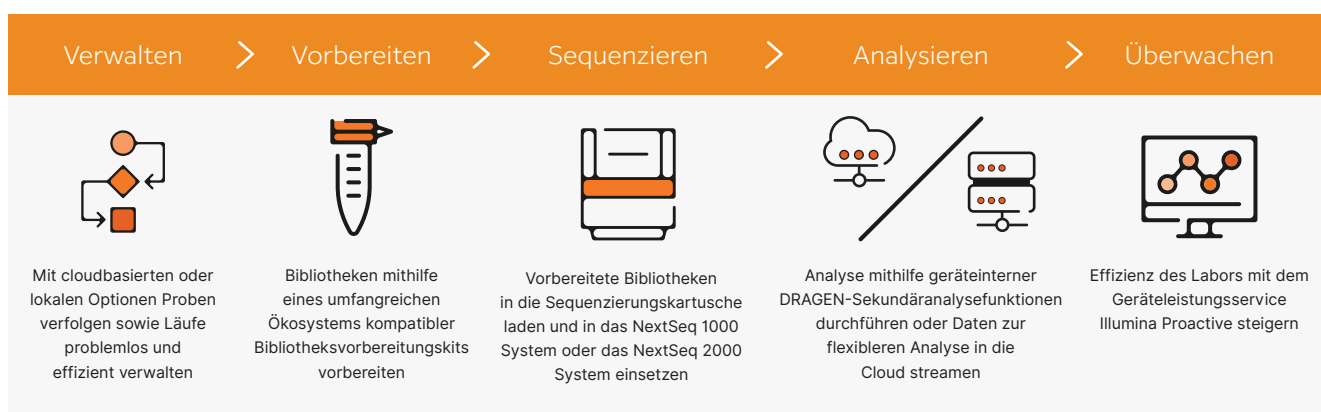 Verwalten
Vorbereiten
Sequenzieren
Analysieren
Überwachen
Mit cloudbasierten oder
lokalen Optionen Proben
verfolgen sowie Läufe
problemlos und
effizient verwalten
Bibliotheken mithilfe
eines umfangreichen
Ökosystems kompatibler
Bibliotheksvorbereitungskits
vorbereiten
Vorbereitete Bibliotheken
in die Sequenzierungskartusche
laden und in das NextSeq 1000
System oder das NextSeq 2000
System einsetzen
Analyse mithilfe geräteinterner
DRAGEN-Sekundäranalysefunktionen
durchführen oder Daten zur
flexibleren Analyse in die
Cloud streamen
Effizienz des Labors mit dem
Geräteleistungsservice
Illumina Proactive steigern